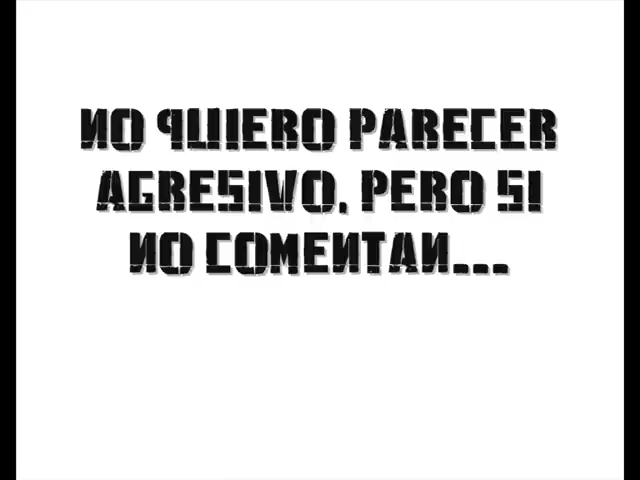 NO QUIERO PARECER
AGRESIVO, PERO SI
NO COMENTAN...